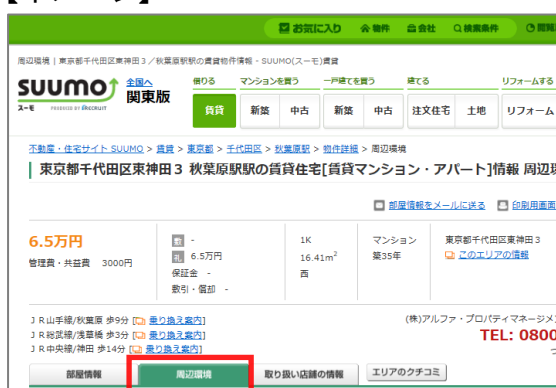 お気に入り 物件 会社 検索条件 閲覧
周辺環境 | 東京都千代田区東神田3／秋葉原駅の賃貸物件情報 - SUUMO(スーモ)賃貸
SUUMO 全国へ 関東版
スーモ POWERED BY RECRUIT
借りる マンションを買う 一戸建てを買う 建てる リフォームする
賃貸 新築 中古 新築 中古 注文住宅 土地 リフォーム
不動産・住宅サイト SUUMO > 賃貸 > 東京都 > 千代田区 > 秋葉原駅 > 物件詳細 > 周辺環境
東京都千代田区東神田３ 秋葉原駅の賃貸住宅[賃貸マンション・アパート]情報 周辺
部屋情報をメールに送る 印刷用画面
6.5万円
管理費・共益費 3000円
敷 -
礼 6.5万円
保証金 -
敷引・償却 -
1K
16.41m²
西
マンション
築35年
東京都千代田区東神田３
このエリアの情報
ＪＲ山手線/秋葉原 歩9分 [乗り換え案内]
ＪＲ総武線/浅草橋 歩3分 [乗り換え案内]
ＪＲ中央線/神田 歩14分 [乗り換え案内]
(株)アルファ・プロパティマネージメ
TEL: 0800
部屋情報 周辺環境 取り扱い店舗の情報 エリアのクチコミ